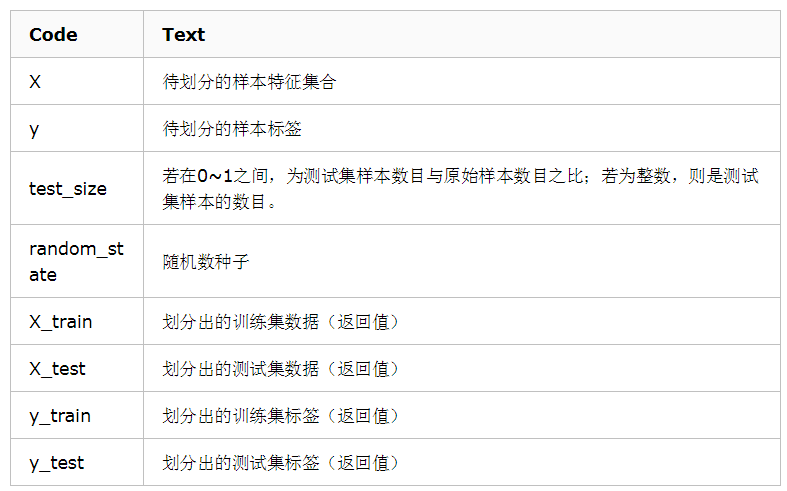 Code Text
X 待划分的样本特征集合
y 待划分的样本标签
test_size 若在0~1之间，为测试集样本数目与原始样本数目之比；若为整数，则是测试
集样本的数目。
random_st
ate 随机数种子
X_train 划分出的训练集数据（返回值）
X_test 划分出的测试集数据（返回值）
y_train 划分出的训练集标签（返回值）
y_test 划分出的测试集标签（返回值）